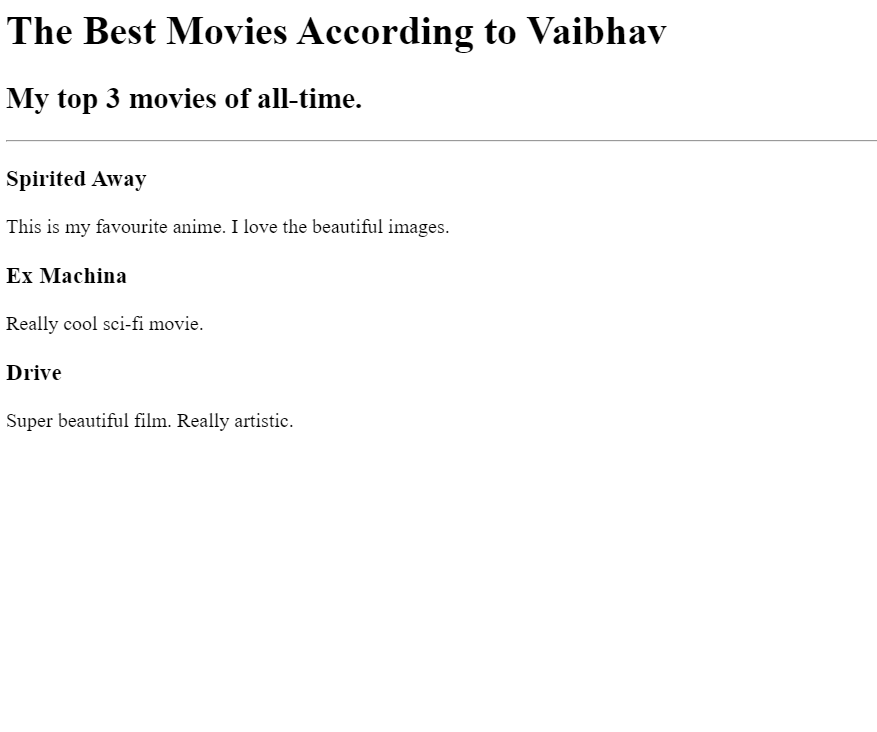 The Best Movies According to Vaibhav
My top 3 movies of all-time.
Spirited Away
This is my favourite anime. I love the beautiful images.
Ex Machina
Really cool sci-fi movie.
Drive
Super beautiful film. Really artistic.